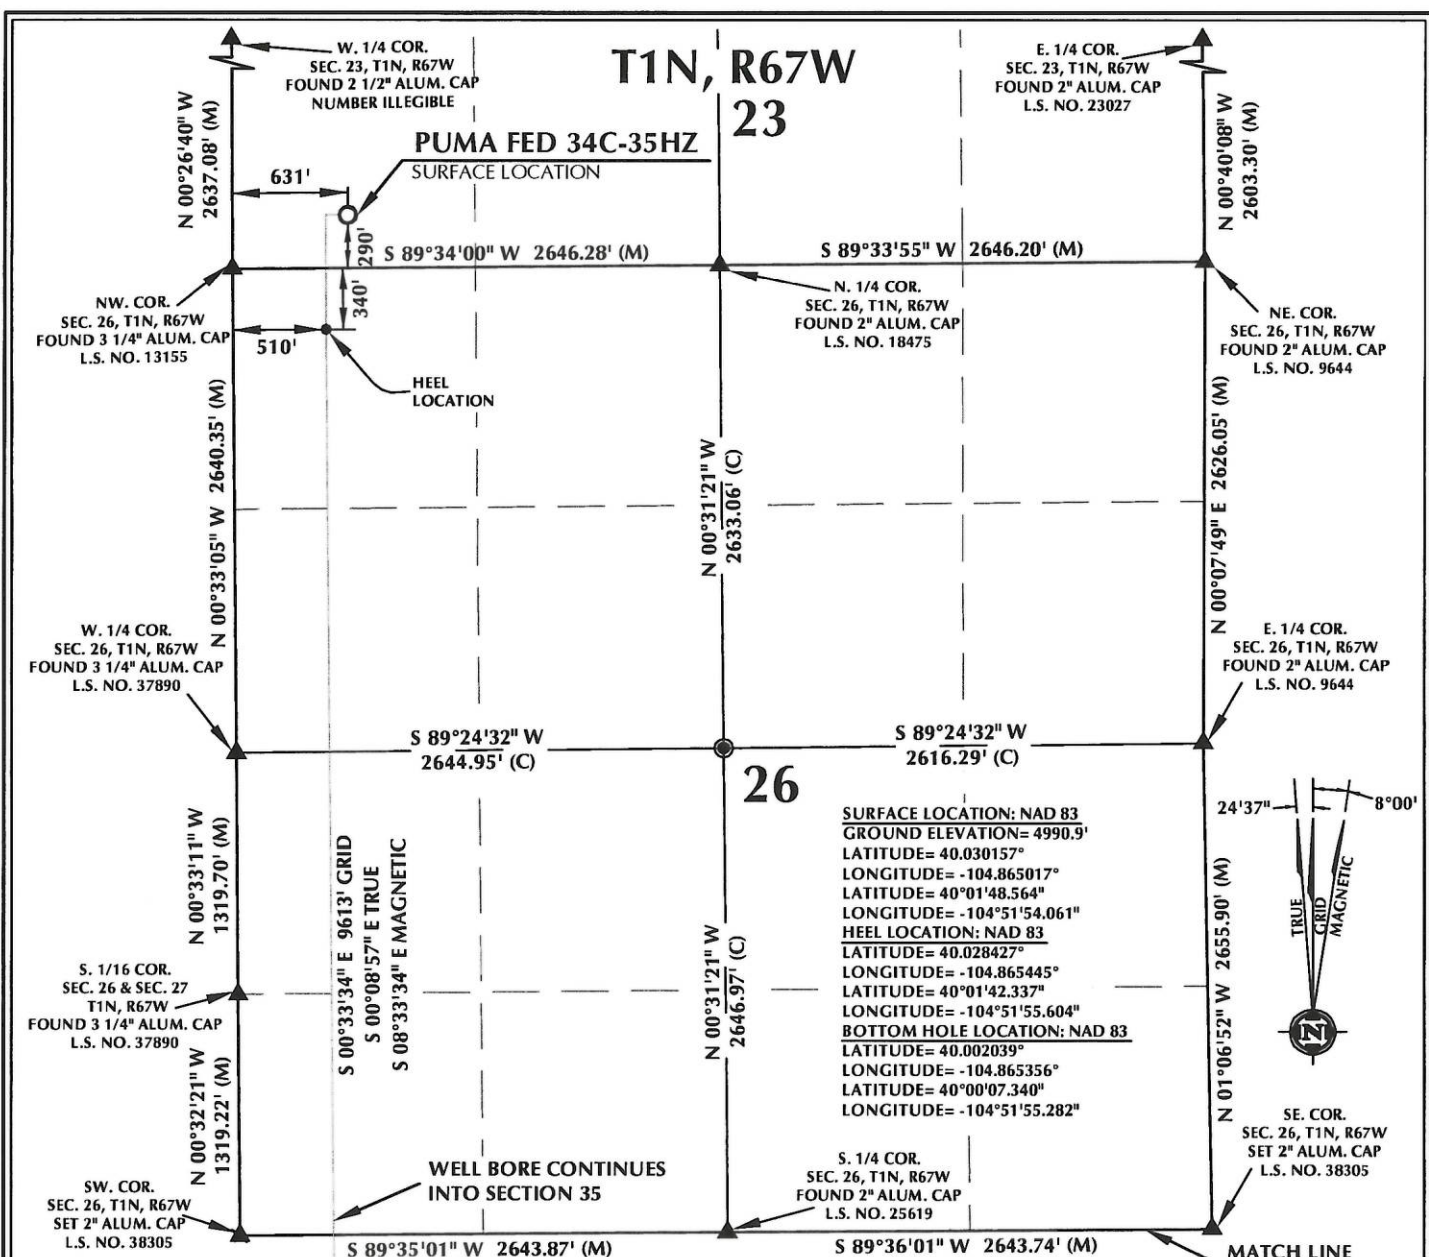 W. 1/4 COR.
SEC. 23, T1N, R67W
FOUND 2 1/2" ALUM. CAP
NUMBER ILLEGIBLE
T1N, R67W
23
E. 1/4 COR.
SEC. 23, T1N, R67W
FOUND 2" ALUM. CAP
L.S. NO. 23027
N 00°26'40" W
2637.08' (M)
N 00°40'08" W
2603.30' (M)
PUMA FED 34C-35HZ
SURFACE LOCATION
631'
290'
S 89°34'00" W 2646.28' (M)
S 89°33'55" W 2646.20' (M)
340'
510'
NW. COR.
SEC. 26, T1N, R67W
FOUND 3 1/4" ALUM. CAP
L.S. NO. 13155
N. 1/4 COR.
SEC. 26, T1N, R67W
FOUND 2" ALUM. CAP
L.S. NO. 18475
NE. COR.
SEC. 26, T1N, R67W
FOUND 2" ALUM. CAP
L.S. NO. 9644
HEEL
LOCATION
N 00°33'05" W 2640.35' (M)
N 00°31'21" W
2633.06' (C)
N 00°07'49" E 2626.05' (M)
W. 1/4 COR.
SEC. 26, T1N, R67W
FOUND 3 1/4" ALUM. CAP
L.S. NO. 37890
E. 1/4 COR.
SEC. 26, T1N, R67W
FOUND 2" ALUM. CAP
L.S. NO. 9644
S 89°24'32" W
2644.95' (C)
S 89°24'32" W
2616.29' (C)
26
N 00°33'11" W
1319.70' (M)
S 00°33'34" E 9613' GRID
S 00°08'57" E TRUE
S 08°33'34" E MAGNETIC
N 00°31'21" W
2646.97' (C)
SURFACE LOCATION: NAD 83
GROUND ELEVATION= 4990.9'
LATITUDE= 40.030157°
LONGITUDE= -104.865017°
LATITUDE= 40°01'48.564"
LONGITUDE= -104°51'54.061"
HEEL LOCATION: NAD 83
LATITUDE= 40.028427°
LONGITUDE= -104.865445°
LATITUDE= 40°01'42.337"
LONGITUDE= -104°51'55.604"
BOTTOM HOLE LOCATION: NAD 83
LATITUDE= 40.002039°
LONGITUDE= -104.865356°
LATITUDE= 40°00'07.340"
LONGITUDE= -104°51'55.282"
24'37"
8°00'
TRUE
GRID
MAGNETIC
N
N 01°06'52" W 2655.90' (M)
S. 1/16 COR.
SEC. 26 & SEC. 27
T1N, R67W
FOUND 3 1/4" ALUM. CAP
L.S. NO. 37890
N 00°32'21" W
1319.22' (M)
SW. COR.
SEC. 26, T1N, R67W
SET 2" ALUM. CAP
L.S. NO. 38305
WELL BORE CONTINUES
INTO SECTION 35
S. 1/4 COR.
SEC. 26, T1N, R67W
FOUND 2" ALUM. CAP
L.S. NO. 25619
SE. COR.
SEC. 26, T1N, R67W
SET 2" ALUM. CAP
L.S. NO. 38305
S 89°35'01" W 2643.87' (M)
S 89°36'01" W 2643.74' (M)
MATCH LINE